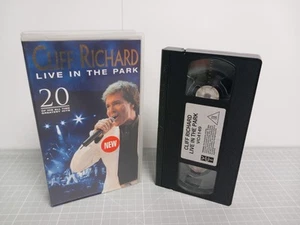 CLIFF RICHARD
LIVE IN THE PARK
20
NEW
CLIFF RICHARD
LIVE IN THE PARK